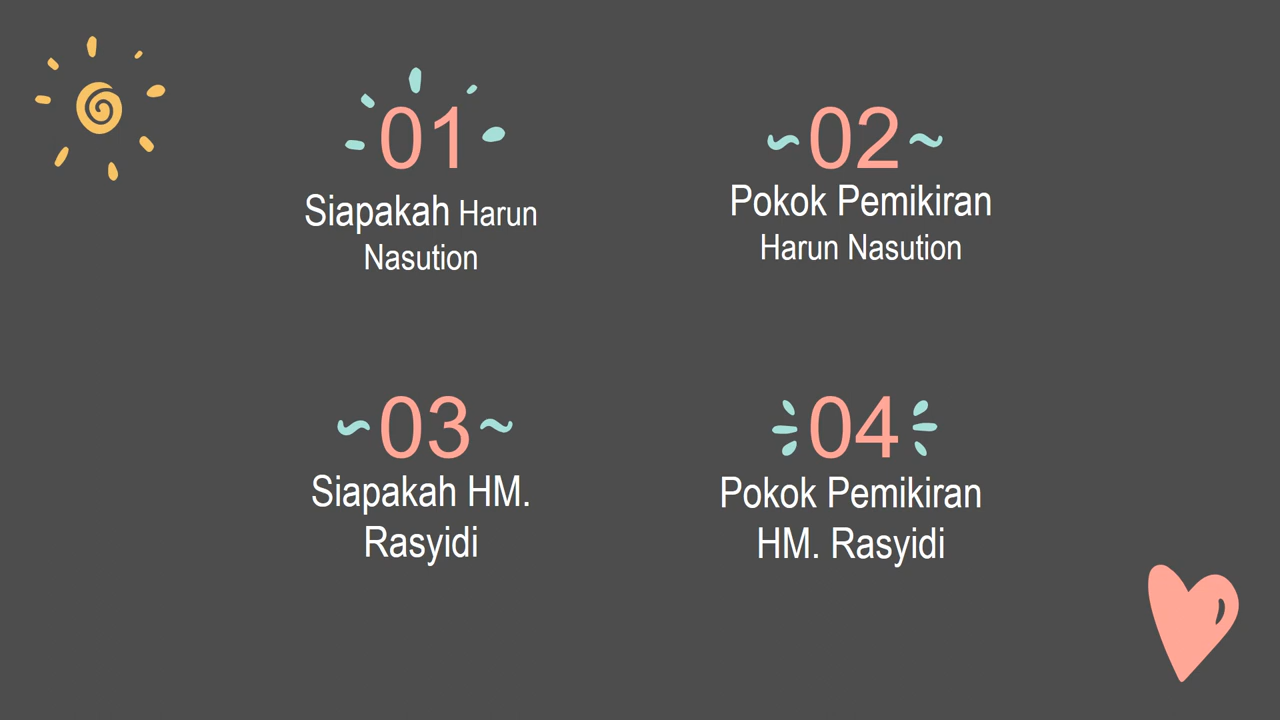 01
Siapakah Harun
Nasution
02
Pokok Pemikiran
Harun Nasution
03
Siapakah HM.
Rasyidi
04
Pokok Pemikiran
HM. Rasyidi